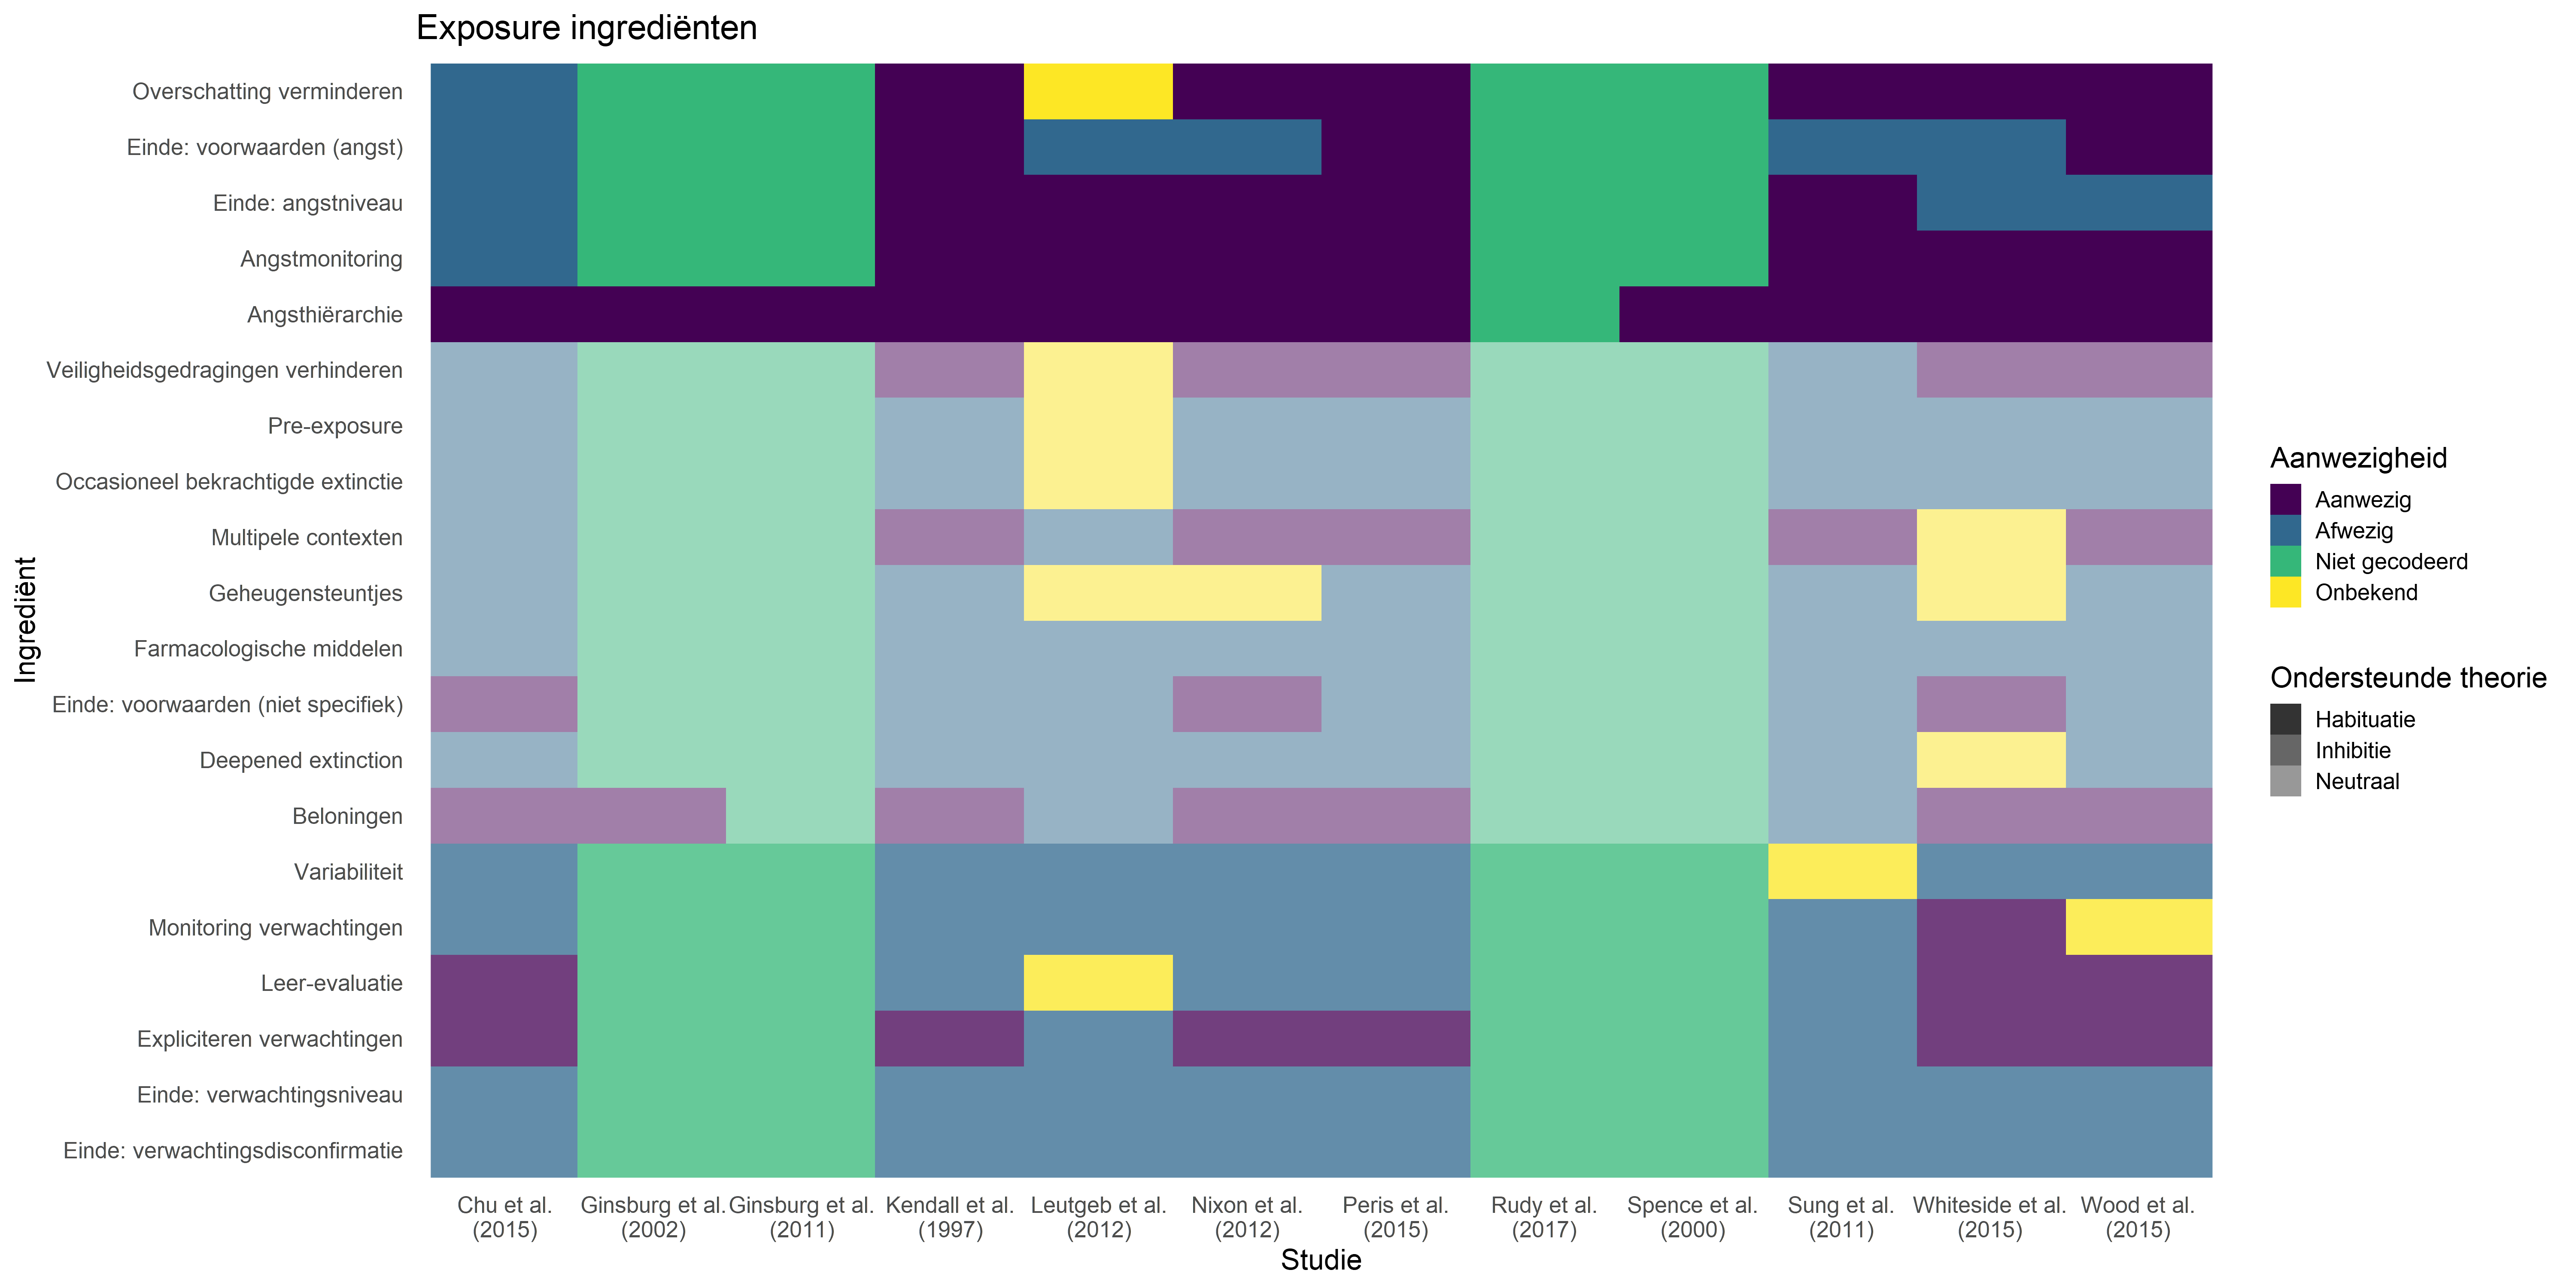 Exposure ingrediënten
Ingrediënt
Overschatting verminderen
Einde: voorwaarden (angst)
Einde: angstniveau
Angstmonitoring
Angsthiërarchie
Veiligheidsgedragingen verhinderen
Pre-exposure
Occasioneel bekrachtigde extinctie
Multipele contexten
Geheugensteuntjes
Farmacologische middelen
Einde: voorwaarden (niet specifiek)
Deepened extinction
Beloningen
Variabiliteit
Monitoring verwachtingen
Leer-evaluatie
Expliciteren verwachtingen
Einde: verwachtingsniveau
Einde: verwachtingsdisconfirmatie
Chu et al.
(2015)
Ginsburg et al.
(2002)
Ginsburg et al.
(2011)
Kendall et al.
(1997)
Leutgeb et al.
(2012)
Nixon et al.
(2012)
Peris et al.
(2015)
Rudy et al.
(2017)
Spence et al.
(2000)
Sung et al.
(2011)
Whiteside et al.
(2015)
Wood et al.
(2015)
Studie
Aanwezigheid
Aanwezig
Afwezig
Niet gecodeerd
Onbekend
Ondersteunde theorie
Habituatie
Inhibitie
Neutraal